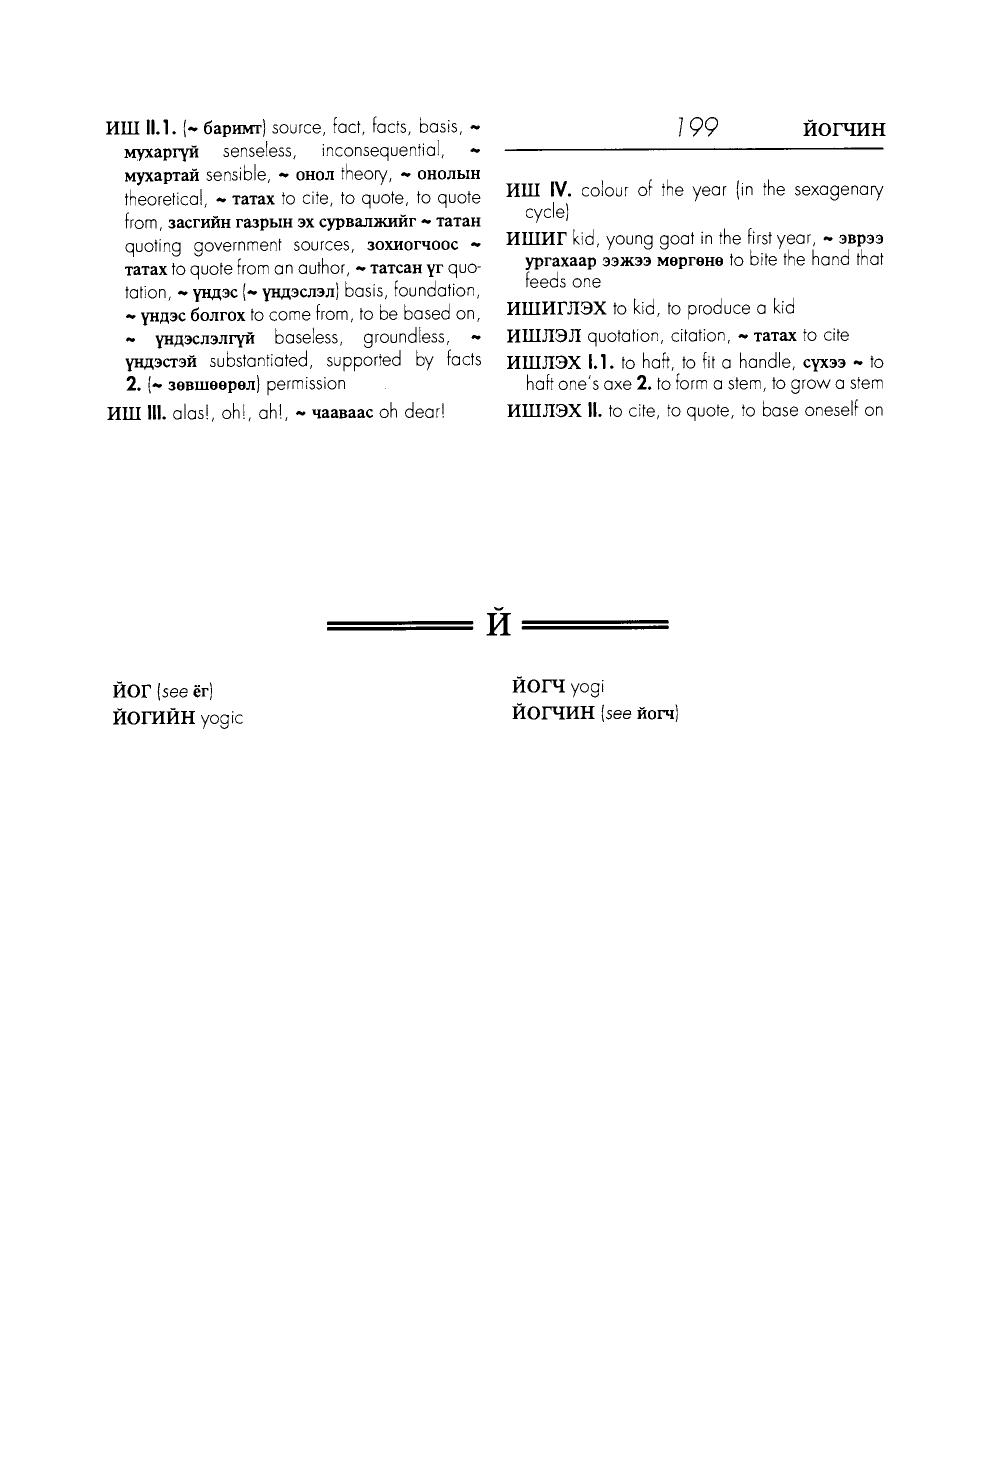 ИШ II.1. (~ баримт) source, fact, facts, basis, ~
мухаргүй senseless, inconsequential, ~
мухартай sensible, ~ онол theory, ~ онолын
theoretical, ~ татах to cite, to quote, to quote
from, засгийн газрын эх сурвалжийг ~ татан
quoting government sources, зохиогчоос ~
татах to quote from an author, ~ татсан үг quo-
tation, ~ үндэс (~ үндэслэл) basis, foundation,
~ үндэс болгох to come from, to be based on,
~ үндэслэлгүй baseless, groundless, ~
үндэстэй substantiated, supported by facts
2. (~ зөвшөөрөл) permission
ИШ III. alas!, oh!, ah!, ~ чааваас oh dear!
199 ЙОГЧИН
ИШ IV. colour of the year (in the sexagenary
cycle)
ИШИГ kid, young goat in the first year, ~ эврээ
ургахаар ээжээ мөргөнө to bite the hand that
feeds one
ИШИГЛЭХ to kid, to produce a kid
ИШЛЭЛ quotation, citation, ~ татах to cite
ИШЛЭХ I.1. to haft, to fit a handle, сүхээ ~ to
haft one's axe 2. to form a stem, to grow a stem
ИШЛЭХ II. to cite, to quote, to base oneself on
Й
ЙОГ (see ёг)
ЙОГИЙН yogic
ЙОГЧ yogi
ЙОГЧИН (see йогч)